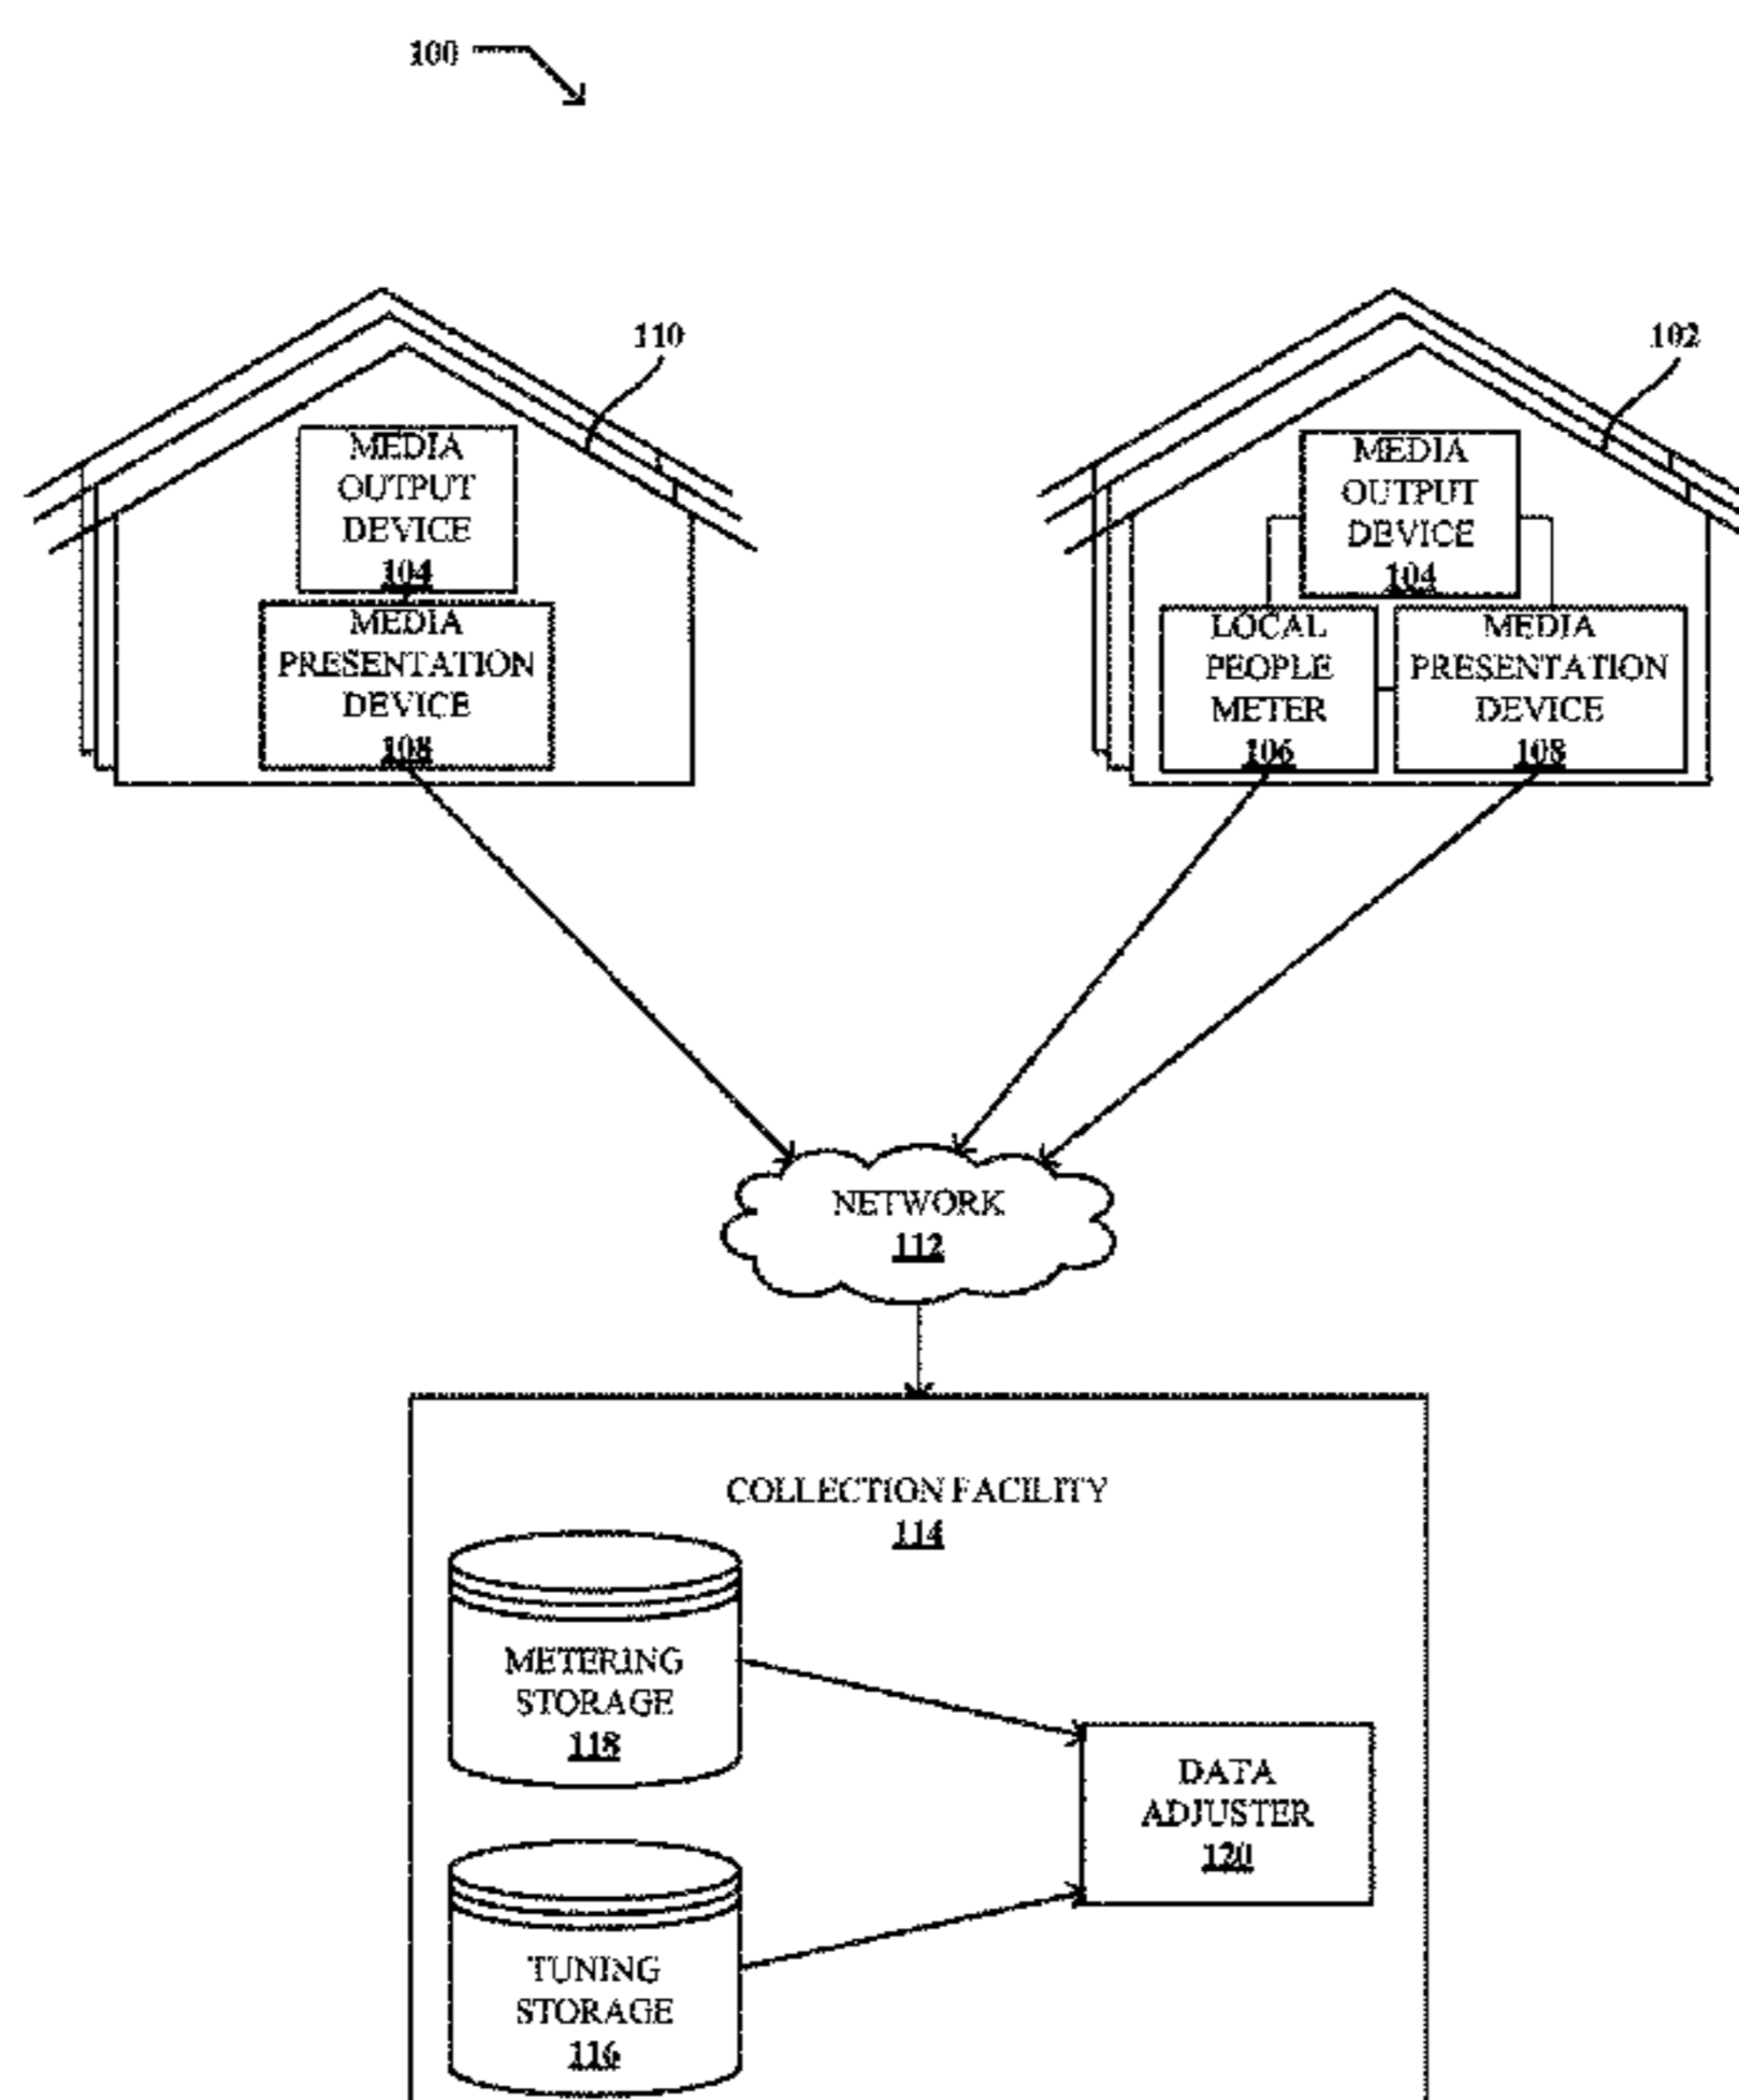 100
110
102
MEDIA
OUTPUT
DEVICE
104
MEDIA
PRESENTATION
DEVICE
108
MEDIA
OUTPUT
DEVICE
104
LOCAL
PEOPLE
METER
106
MEDIA
PRESENTATION
DEVICE
108
NETWORK
112
COLLECTION FACILITY
114
METERING
STORAGE
118
DATA
ADJUSTER
120
TUNING
STORAGE
116